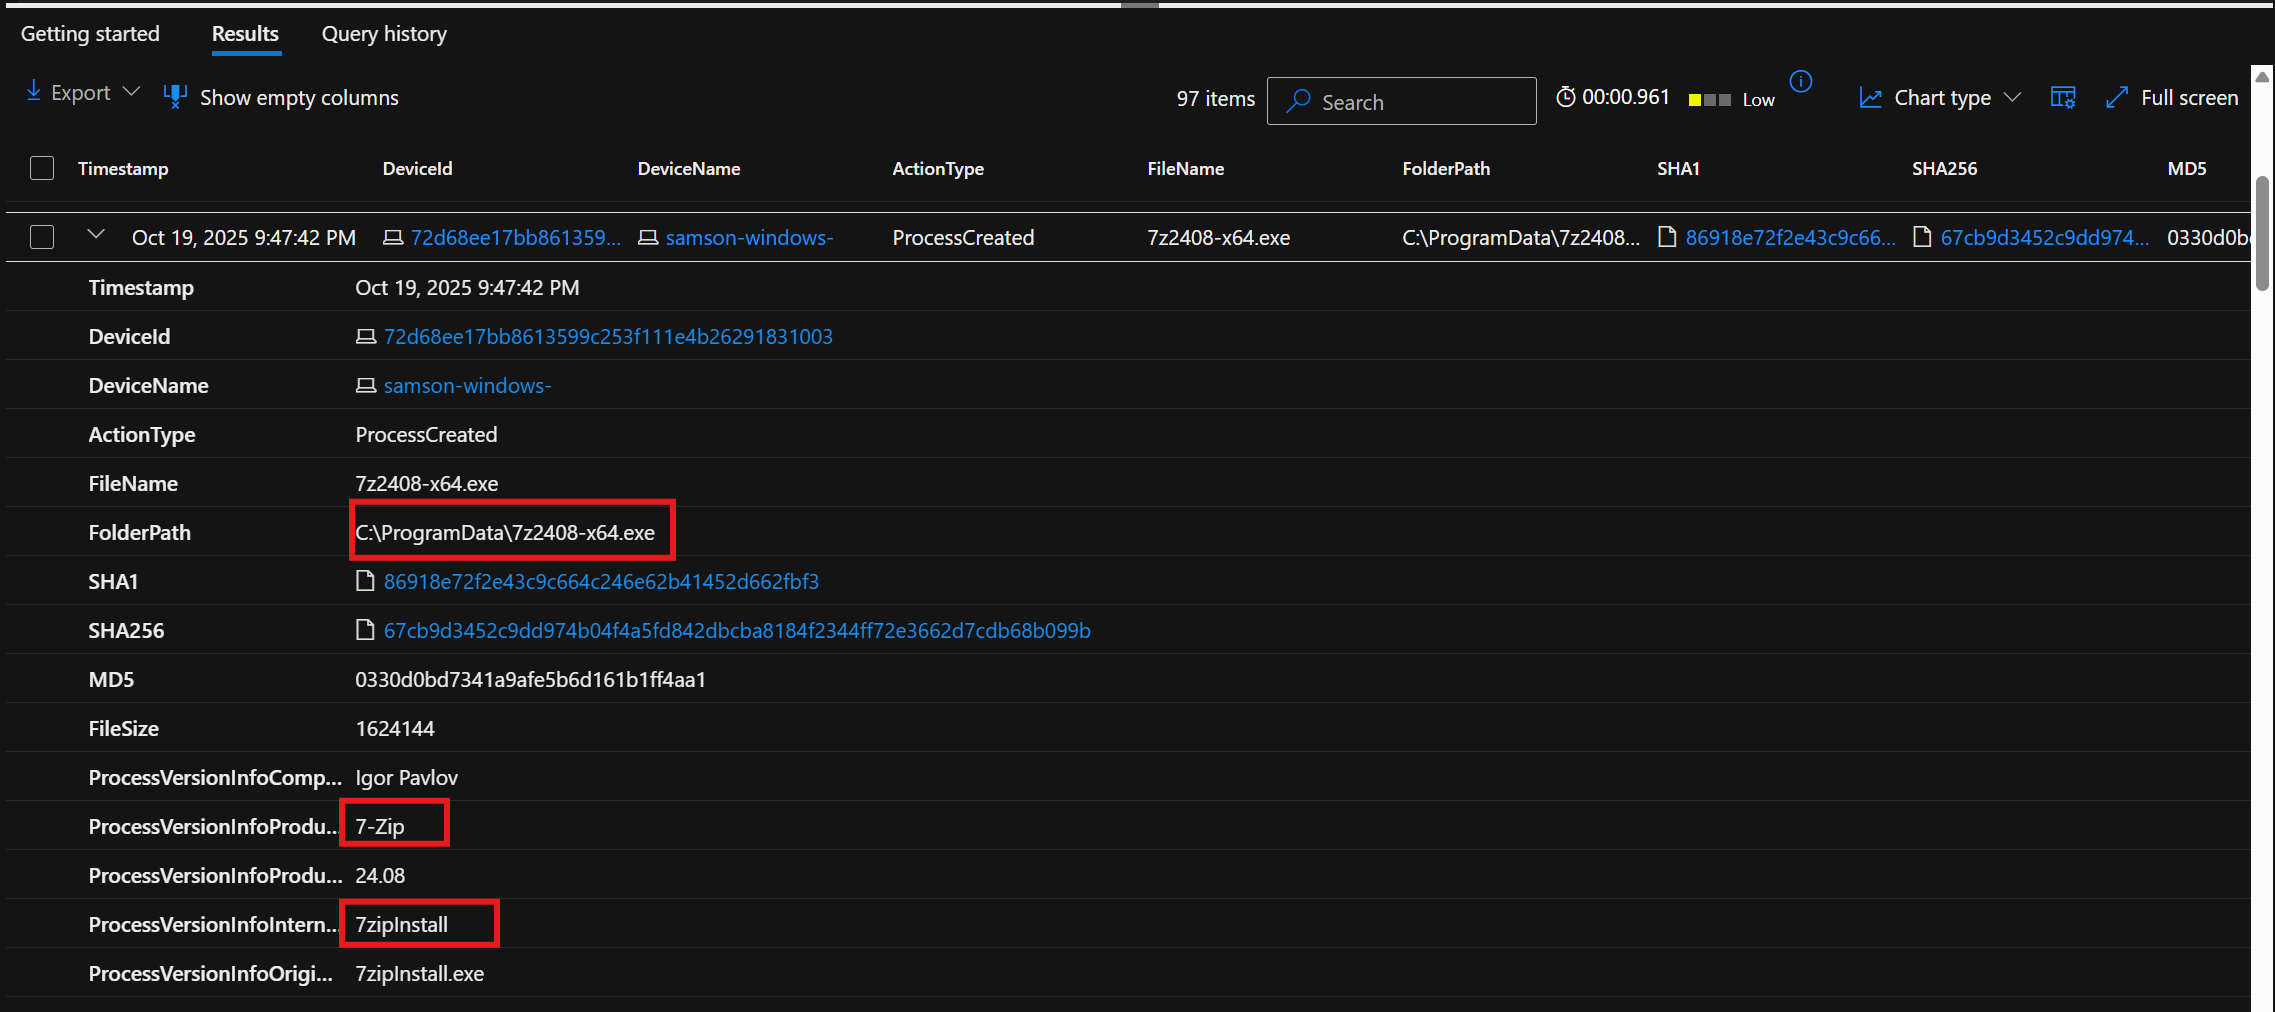 Getting started Results Query history
Export Show empty columns 97 items Search 00:00.961 Low Chart type Full screen
Timestamp DeviceId DeviceName ActionType FileName FolderPath SHA1 SHA256 MD5
Oct 19, 2025 9:47:42 PM 72d68ee17bb861359... samson-windows- ProcessCreated 7z2408-x64.exe C:\ProgramData\7z2408... 86918e72f2e43c9c66... 67cb9d3452c9dd974... 0330d0b
Timestamp Oct 19, 2025 9:47:42 PM
DeviceId 72d68ee17bb8613599c253f111e4b26291831003
DeviceName samson-windows-
ActionType ProcessCreated
FileName 7z2408-x64.exe
FolderPath C:\ProgramData\7z2408-x64.exe
SHA1 86918e72f2e43c9c664c246e62b41452d662fbf3
SHA256 67cb9d3452c9dd974b04f4a5fd842dbcba8184f2344ff72e3662d7cdb68b099b
MD5 0330d0bd7341a9afe5b6d161b1ff4aa1
FileSize 1624144
ProcessVersionInfoComp... Igor Pavlov
ProcessVersionInfoProdu... 7-Zip
ProcessVersionInfoProdu... 24.08
ProcessVersionInfoIntern... 7zipInstall
ProcessVersionInfoOrigi... 7zipInstall.exe